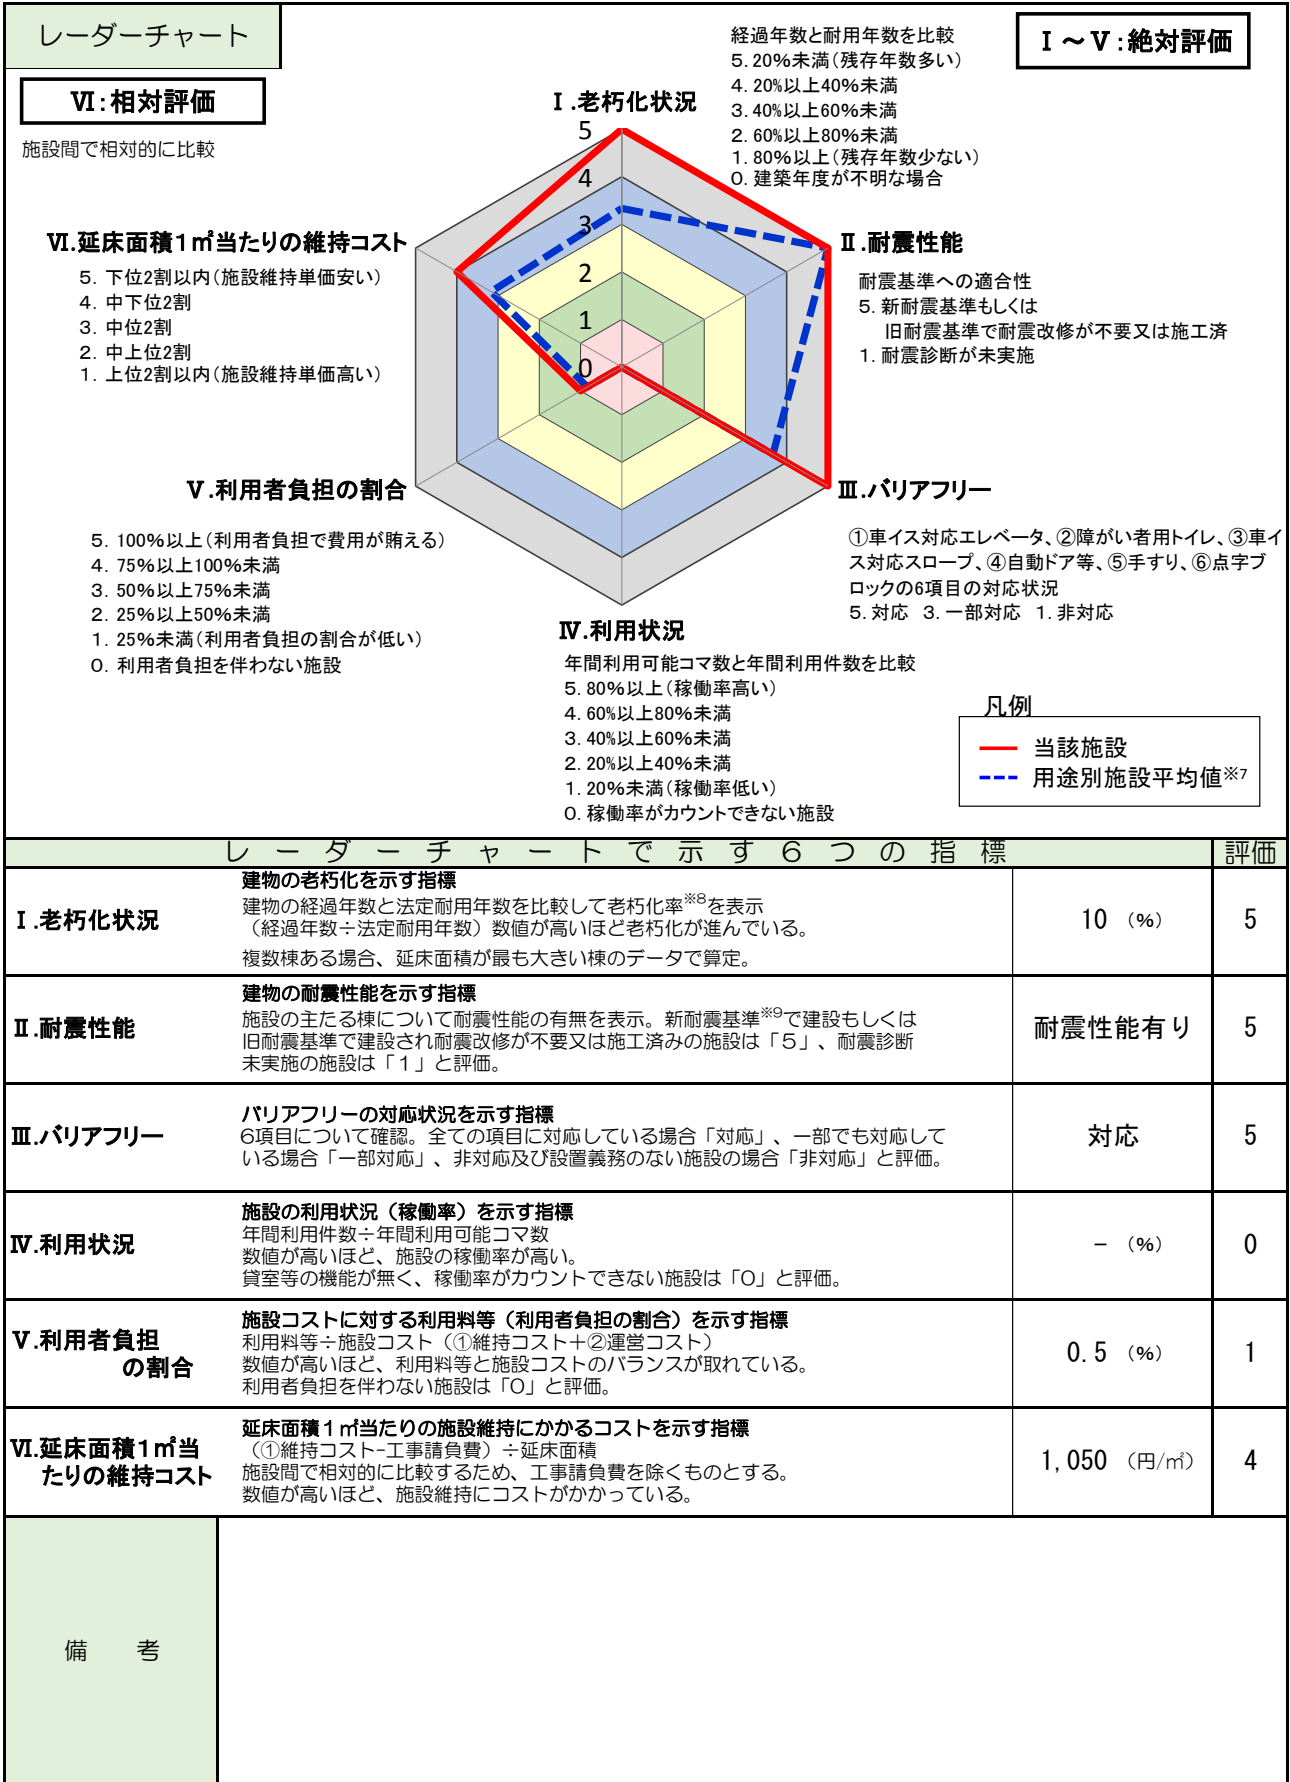 レーダーチャート
Ⅰ～Ⅴ:絶対評価
Ⅵ:相対評価
施設間で相対的に比較
Ⅰ.老朽化状況
経過年数と耐用年数を比較
5. 20%未満(残存年数多い)
4. 20%以上40%未満
3. 40%以上60%未満
2. 60%以上80%未満
1. 80%以上(残存年数少ない)
0. 建築年度が不明な場合
5
4
3
2
1
0
Ⅱ.耐震性能
耐震基準への適合性
5. 新耐震基準もしくは
旧耐震基準で耐震改修が不要又は施工済
1. 耐震診断が未実施
Ⅵ.延床面積1㎡当たりの維持コスト
5. 下位2割以内(施設維持単価安い)
4. 中下位2割
3. 中位2割
2. 中上位2割
1. 上位2割以内(施設維持単価高い)
Ⅲ.バリアフリー
①車イス対応エレベータ、②障がい者用トイレ、③車イ
ス対応スロープ、④自動ドア等、⑤手すり、⑥点字ブ
ロックの6項目の対応状況
5. 対応 3. 一部対応 1. 非対応
Ⅴ.利用者負担の割合
5. 100%以上(利用者負担で費用が賄える)
4. 75%以上100%未満
3. 50%以上75%未満
2. 25%以上50%未満
1. 25%未満(利用者負担の割合が低い)
0. 利用者負担を伴わない施設
Ⅳ.利用状況
年間利用可能コマ数と年間利用件数を比較
5. 80%以上(稼働率高い)
4. 60%以上80%未満
3. 40%以上60%未満
2. 20%以上40%未満
1. 20%未満(稼働率低い)
0. 稼働率がカウントできない施設
凡例
当該施設
用途別施設平均値※7
レーダーチャートで示す6つの指標 評価
Ⅰ.老朽化状況
建物の老朽化を示す指標
建物の経過年数と法定耐用年数を比較して老朽化率※8を表示
（経過年数÷法定耐用年数）数値が高いほど老朽化が進んでいる。
複数棟ある場合、延床面積が最も大きい棟のデータで算定。
10 (%) 5
Ⅱ.耐震性能
建物の耐震性能を示す指標
施設の主たる棟について耐震性能の有無を表示。新耐震基準※9で建設もしくは
旧耐震基準で建設され耐震改修が不要又は施工済みの施設は「5」、耐震診断
未実施の施設は「1」と評価。
耐震性能有り 5
Ⅲ.バリアフリー
バリアフリーの対応状況を示す指標
6項目について確認。全ての項目に対応している場合「対応」、一部でも対応して
いる場合「一部対応」、非対応及び設置義務のない施設の場合「非対応」と評価。
対応 5
Ⅳ.利用状況
施設の利用状況（稼働率）を示す指標
年間利用件数÷年間利用可能コマ数
数値が高いほど、施設の稼働率が高い。
貸室等の機能が無く、稼働率がカウントできない施設は「0」と評価。
－ (%) 0
Ⅴ.利用者負担
の割合
施設コストに対する利用料等（利用者負担の割合）を示す指標
利用料等÷施設コスト（①維持コスト＋②運営コスト）
数値が高いほど、利用料等と施設コストのバランスが取れている。
利用者負担を伴わない施設は「0」と評価。
0.5 (%) 1
Ⅵ.延床面積1㎡当
たりの維持コスト
延床面積1㎡当たりの施設維持にかかるコストを示す指標
（①維持コスト-工事請負費）÷延床面積
施設間で相対的に比較するため、工事請負費を除くものとする。
数値が高いほど、施設維持にコストがかかっている。
1,050 (円/㎡) 4
備 考